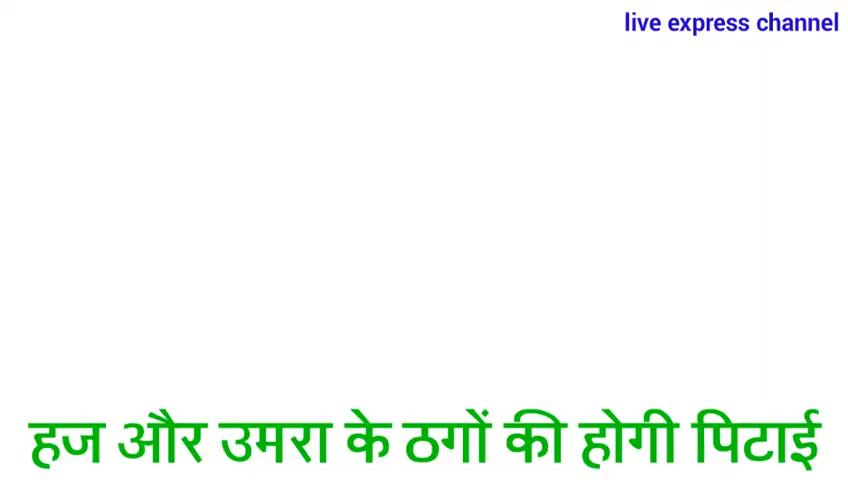 live express channel
हज और उमरा के ठगों की होगी पिटाई